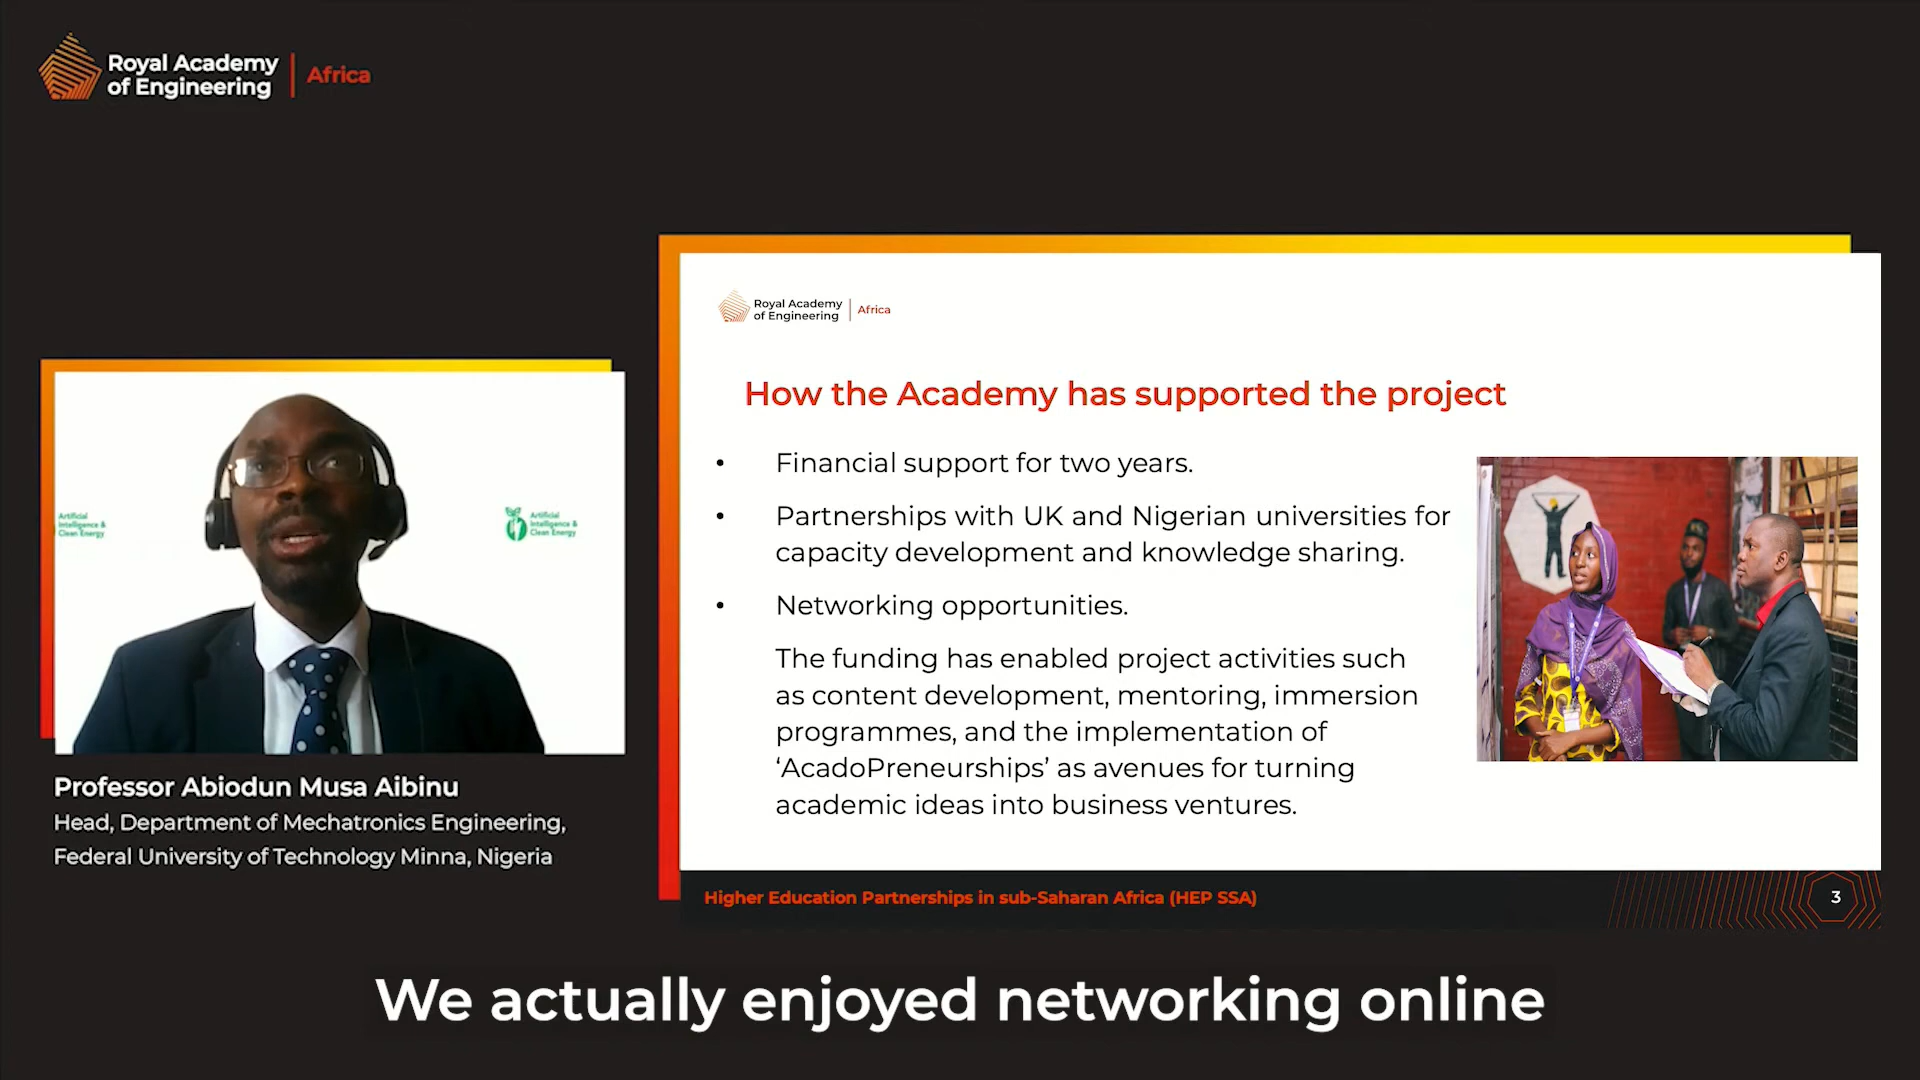 Royal Academy
of Engineering
Africa
Royal Academy
of Engineering
Africa
How the Academy has supported the project
• Financial support for two years.
• Partnerships with UK and Nigerian universities for
capacity development and knowledge sharing.
• Networking opportunities.
The funding has enabled project activities such
as content development, mentoring, immersion
programmes, and the implementation of
‘AcadoPreneurships’ as avenues for turning
academic ideas into business ventures.
Higher Education Partnerships in sub-Saharan Africa (HEP SSA)
3
Artificial
Intelligence &
Clean Energy
Artificial
Intelligence &
Clean Energy
Professor Abiodun Musa Aibinu
Head, Department of Mechatronics Engineering,
Federal University of Technology Minna, Nigeria
We actually enjoyed networking online